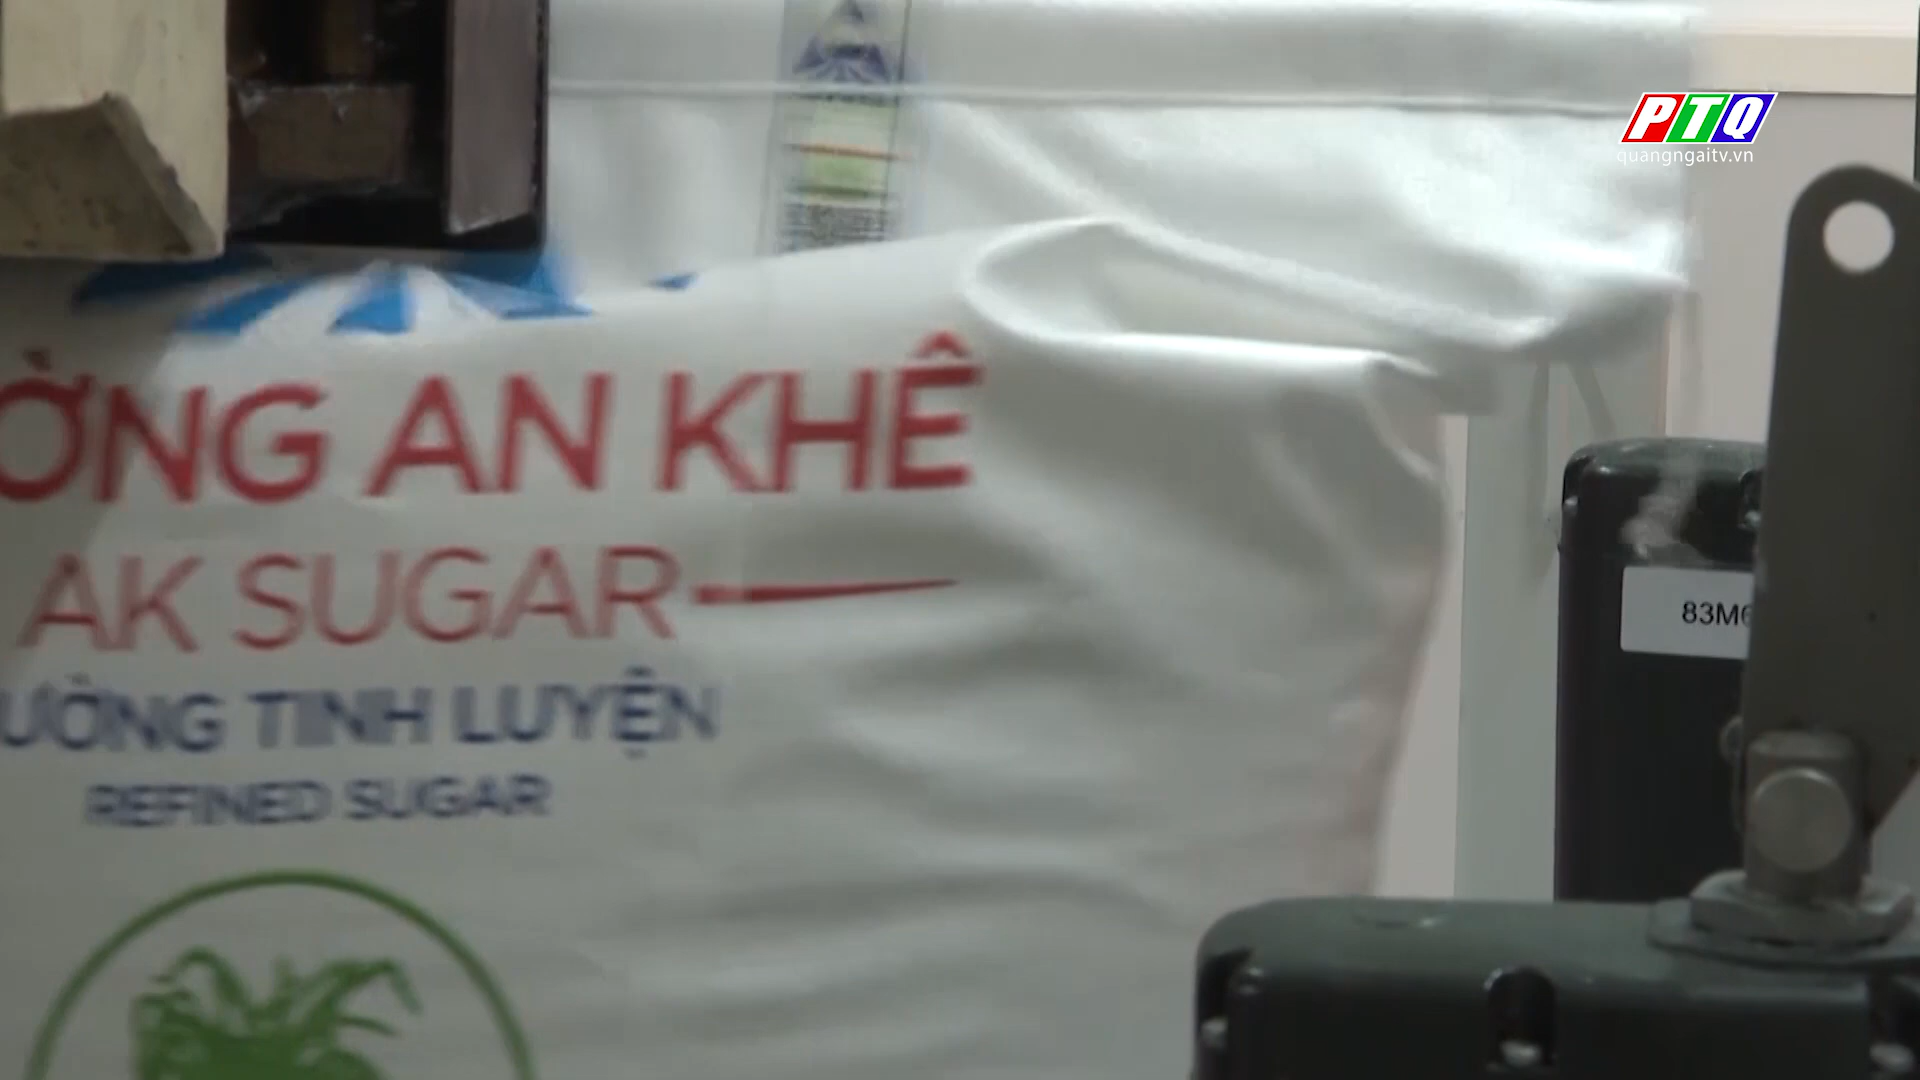 PTQ
quangngaitv.vn
ỜNG AN KHÊ
AK SUGAR
ƯỜNG TINH LUYỆN
REFINED SUGAR
83M6